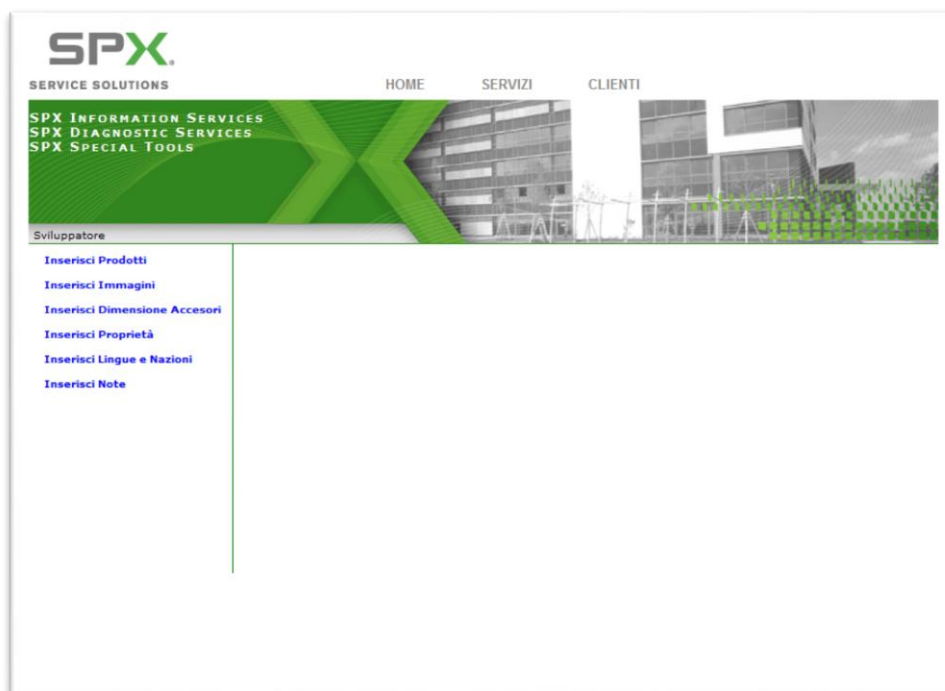 SPX.
SERVICE SOLUTIONS
HOME SERVIZI CLIENTI
SPX INFORMATION SERVICES
SPX DIAGNOSTIC SERVICES
SPX SPECIAL TOOLS
Sviluppatore
Inserisci Prodotti
Inserisci Immagini
Inserisci Dimensione Accesori
Inserisci Proprietà
Inserisci Lingue e Nazioni
Inserisci Note